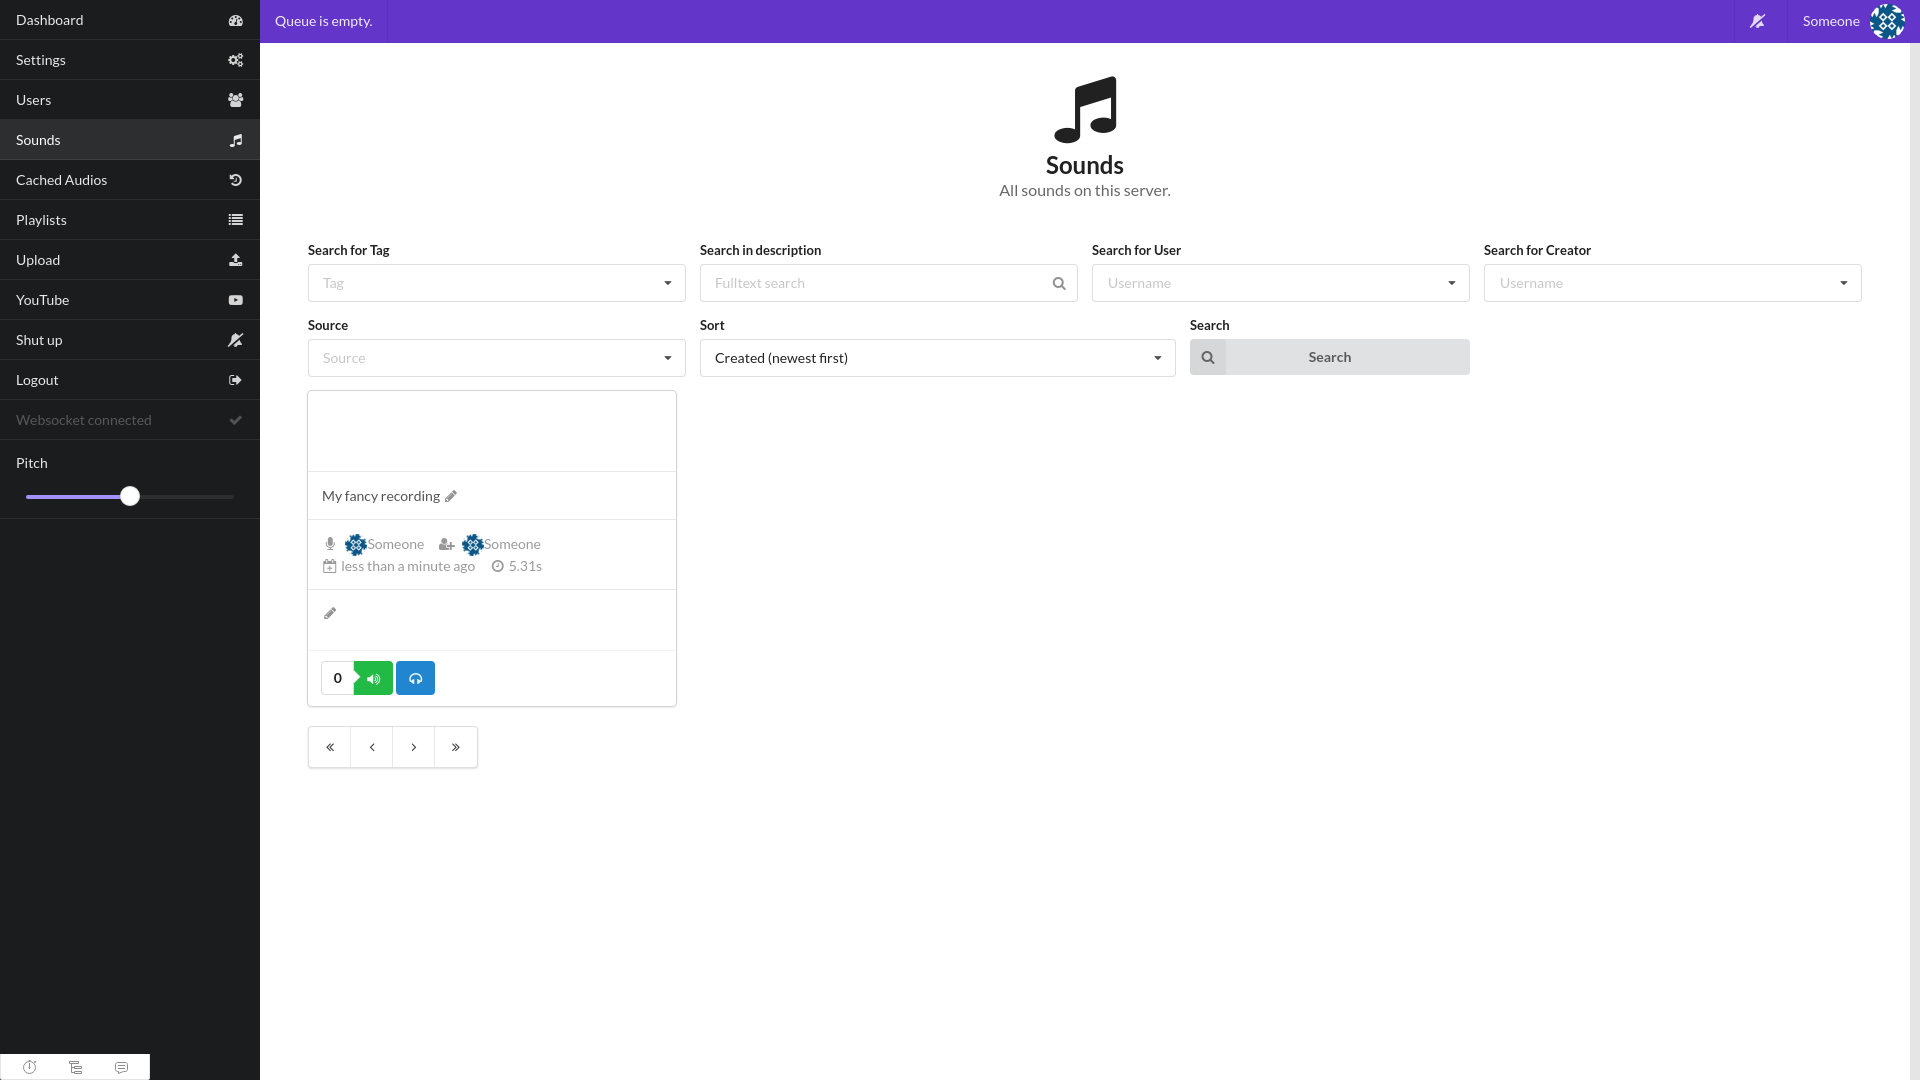 Dashboard
Settings
Users
Sounds
Cached Audios
Playlists
Upload
YouTube
Shut up
Logout
Websocket connected
Pitch
Queue is empty.
Someone
Sounds
All sounds on this server.
Search for Tag
Search in description
Search for User
Search for Creator
Tag
Fulltext search
Username
Username
Source
Sort
Search
Source
Created (newest first)
Search
My fancy recording
Someone Someone
less than a minute ago 5.31s
0